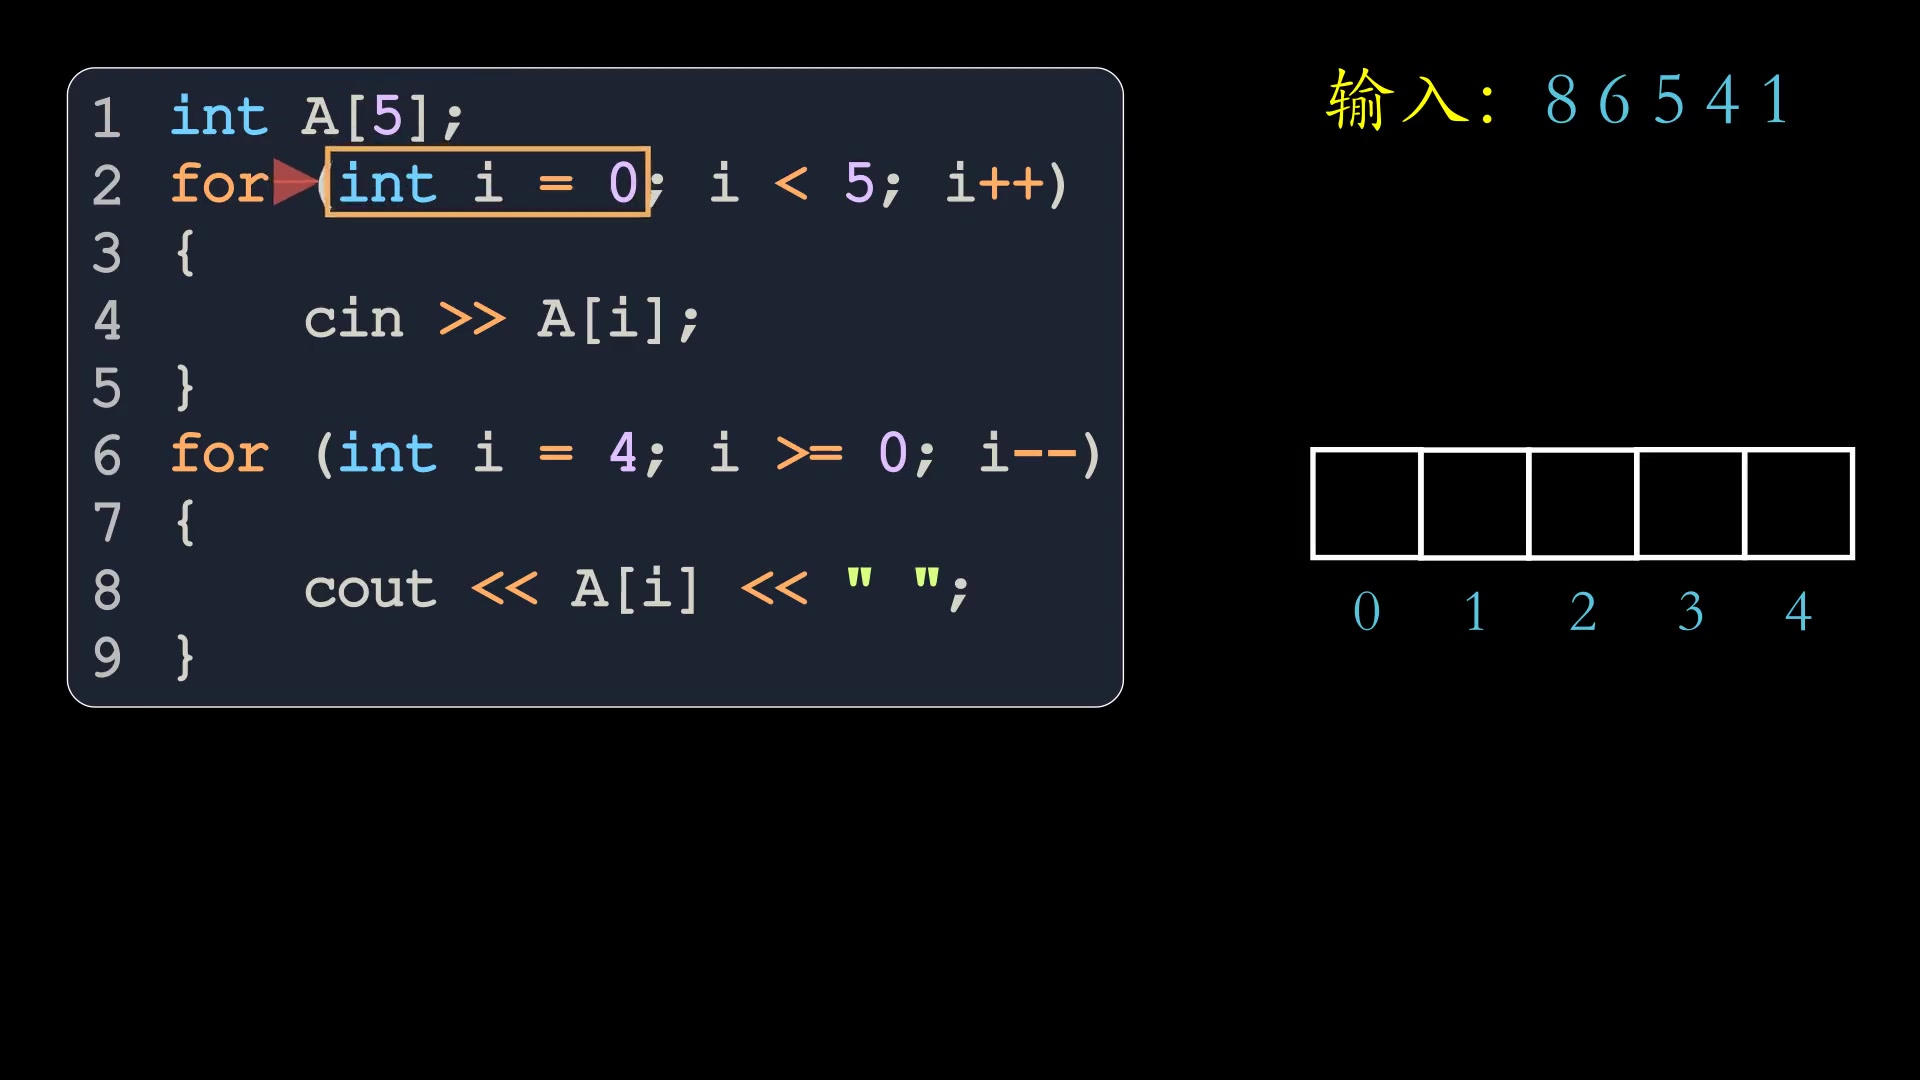 1 int A[5];
2 for (int i = 0; i < 5; i++)
3 {
4     cin >> A[i];
5 }
6 for (int i = 4; i >= 0; i--)
7 {
8     cout << A[i] << " ";
9 }
输入: 8 6 5 4 1
0 1 2 3 4